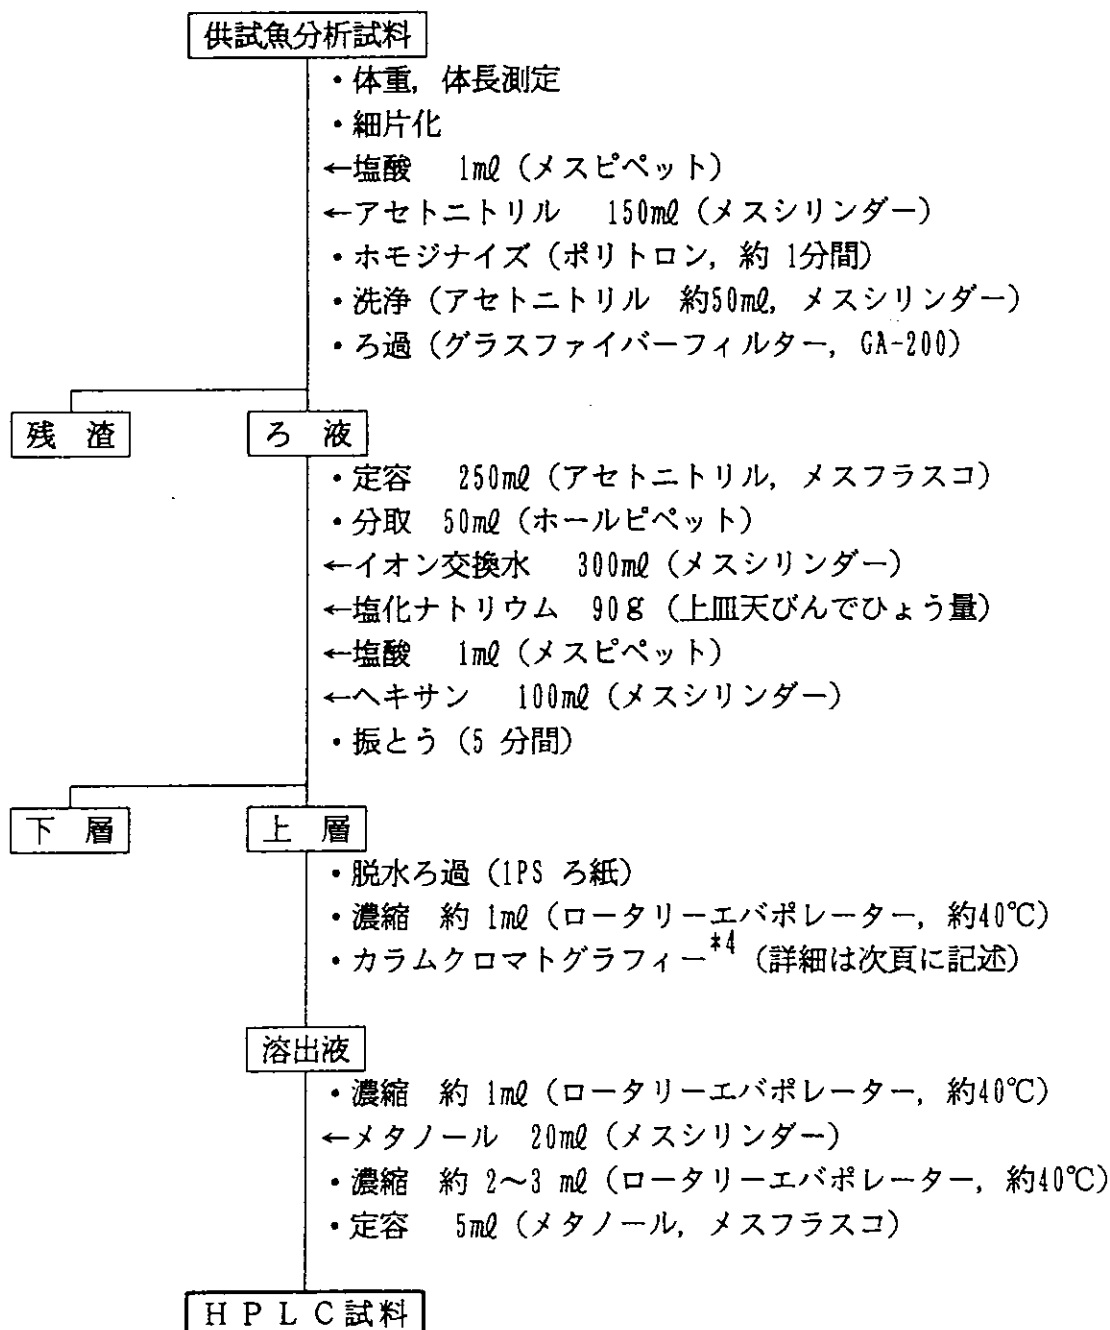 供試魚分析試料
・体重, 体長測定
・細片化
←塩酸 1mℓ (メスピペット)
←アセトニトリル 150mℓ (メスシリンダー)
・ホモジナイズ (ポリトロン, 約 1分間)
・洗浄 (アセトニトリル 約50mℓ, メスシリンダー)
・ろ過 (グラスファイバーフィルター, GA-200)
残 渣
ろ 液
・定容 250mℓ (アセトニトリル, メスフラスコ)
・分取 50mℓ (ホールピペット)
←イオン交換水 300mℓ (メスシリンダー)
←塩化ナトリウム 90g (上皿天びんでひょう量)
←塩酸 1mℓ (メスピペット)
←ヘキサン 100mℓ (メスシリンダー)
・振とう (5 分間)
下 層
上 層
・脱水ろ過 (1PS ろ紙)
・濃縮 約 1mℓ (ロータリーエバポレーター, 約40℃)
・カラムクロマトグラフィー*4 (詳細は次頁に記述)
溶出液
・濃縮 約 1mℓ (ロータリーエバポレーター, 約40℃)
←メタノール 20mℓ (メスシリンダー)
・濃縮 約 2〜3 mℓ (ロータリーエバポレーター, 約40℃)
・定容 5mℓ (メタノール, メスフラスコ)
HPLC試料